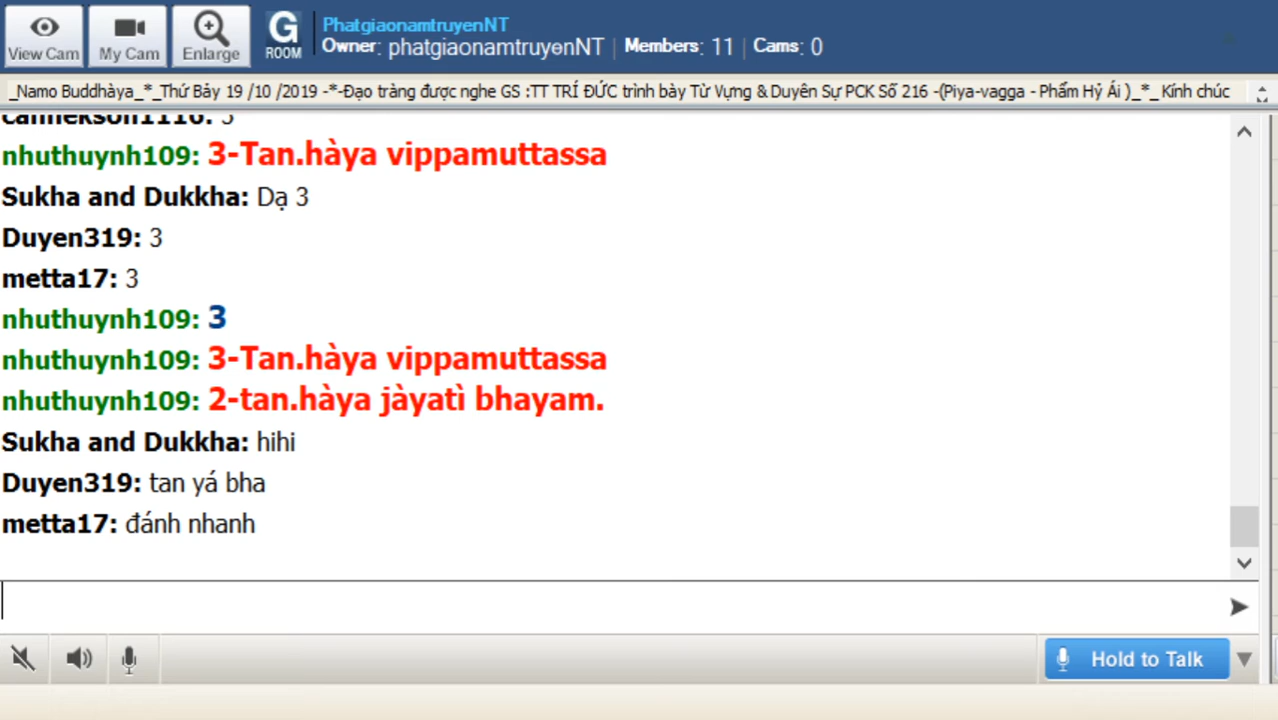 View Cam
My Cam
Enlarge
G
ROOM
PhatgiaonamtruyenNT
Owner: phatgiaonamtruyenNT | Members: 11 | Cams: 0
_Namo Buddhàya_*_Thứ Bảy 19 /10 /2019 -*-Đạo tràng được nghe GS :TT TRÍ ĐỨC trình bày Từ Vựng & Duyên Sự PCK Số 216 -(Piya-vagga - Phẩm Hỷ Ái )_*_ Kính chúc
nhuthuynh109: 3-Tan.hàya vippamuttassa
Sukha and Dukkha: Dạ 3
Duyen319: 3
metta17: 3
nhuthuynh109: 3
nhuthuynh109: 3-Tan.hàya vippamuttassa
nhuthuynh109: 2-tan.hàya jàyatì bhayam.
Sukha and Dukkha: hihi
Duyen319: tan yá bha
metta17: đánh nhanh
Hold to Talk